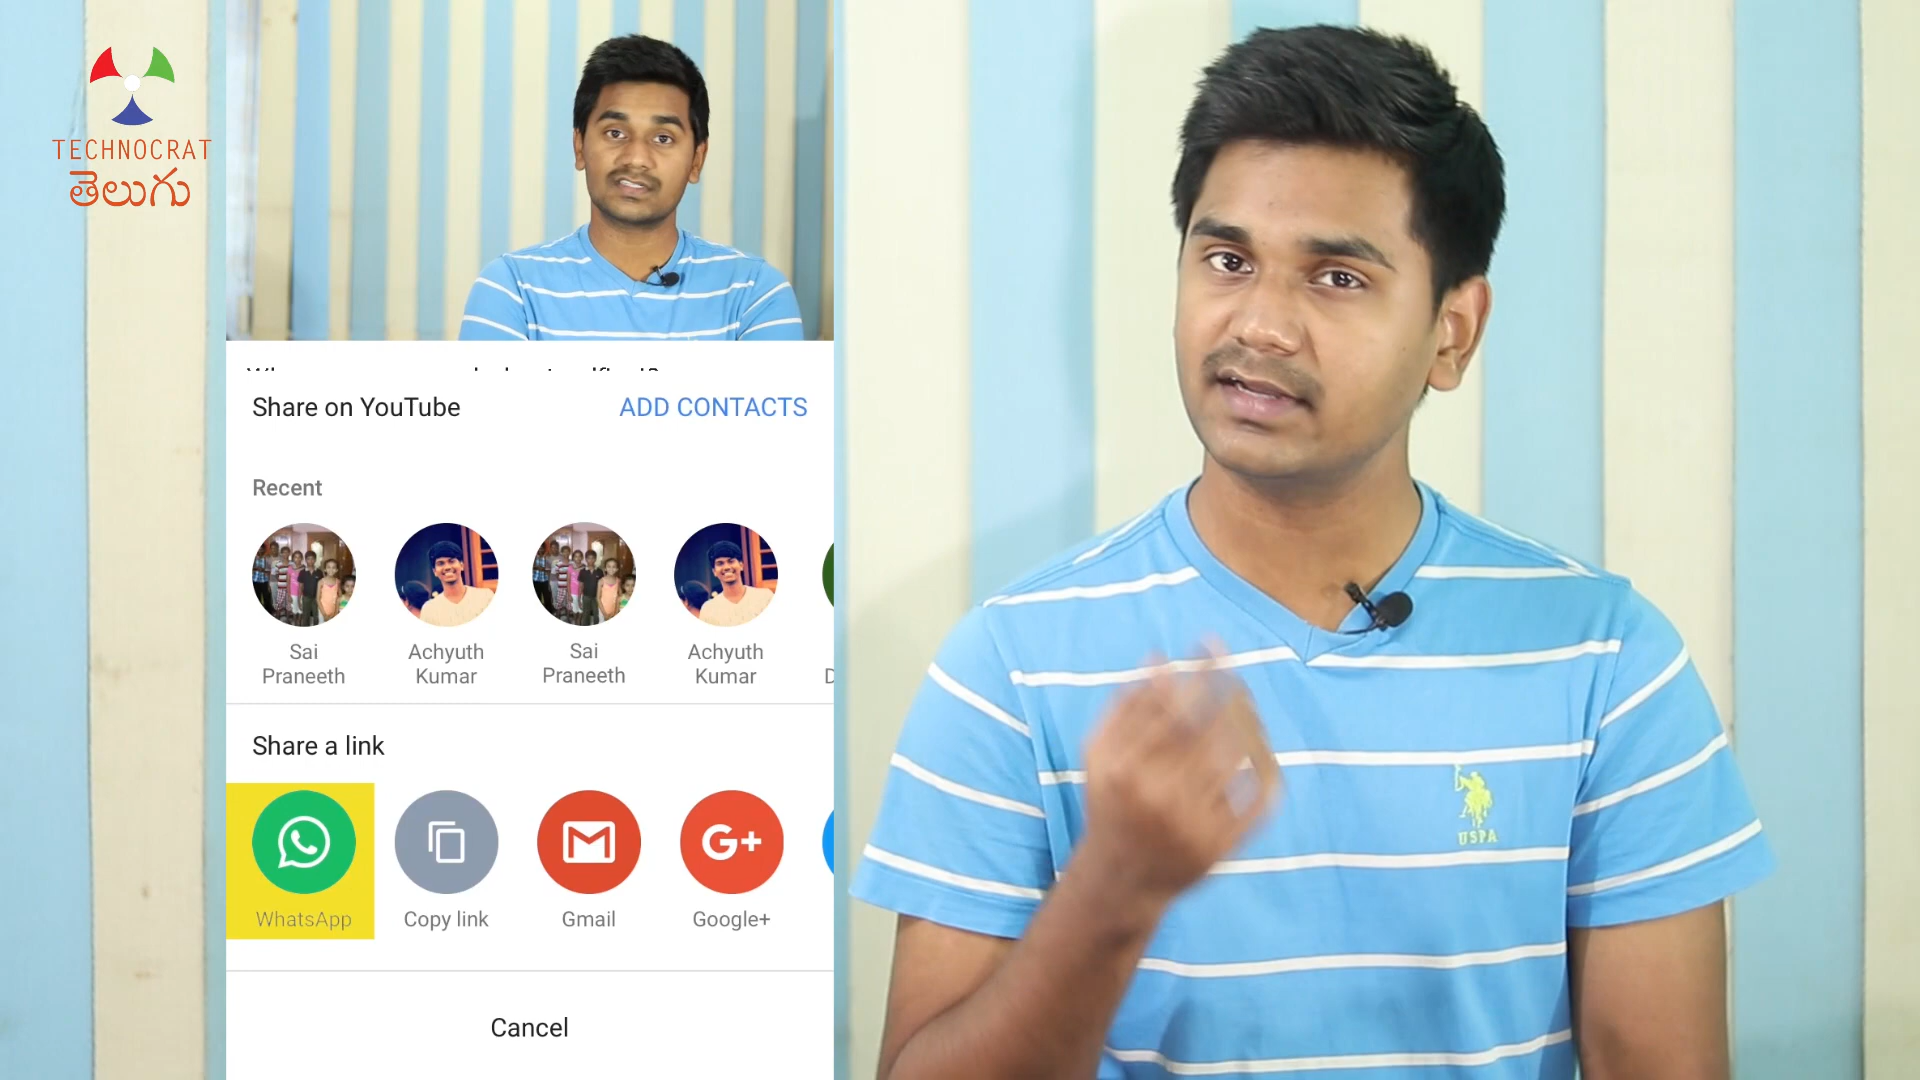 TECHNOCRAT
తెలుగు
Share on YouTube
ADD CONTACTS
Recent
Sai
Praneeth
Achyuth
Kumar
Sai
Praneeth
Achyuth
Kumar
D
Share a link
WhatsApp
Copy link
Gmail
G+
Google+
Cancel
USPA